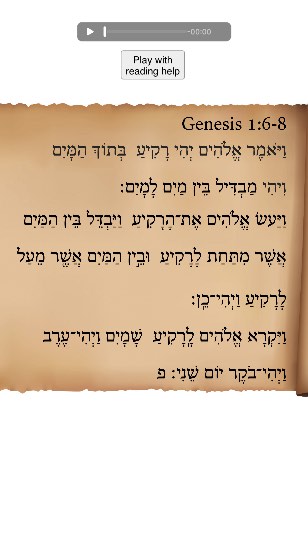 -00:00
Play with
reading help
Genesis 1:6-8
וַיֹּאמֶר אֱלֹהִים יְהִי רָקִיעַ בְּתוֹךְ הַמָּיִם
וִיהִי מַבְדִּיל בֵּין מַיִם לָמָיִם׃
וַיַּעַשׂ אֱלֹהִים אֶת־הָרָקִיעַ וַיַּבְדֵּל בֵּין הַמַּיִם
אֲשֶׁר מִתַּחַת לָרָקִיעַ וּבֵין הַמַּיִם אֲשֶׁר מֵעַל
לָרָקִיעַ וַיְהִי־כֵן׃
וַיִּקְרָא אֱלֹהִים לָרָקִיעַ שָׁמָיִם וַיְהִי־עֶרֶב
וַיְהִי־בֹקֶר יוֹם שֵׁנִי׃ פ